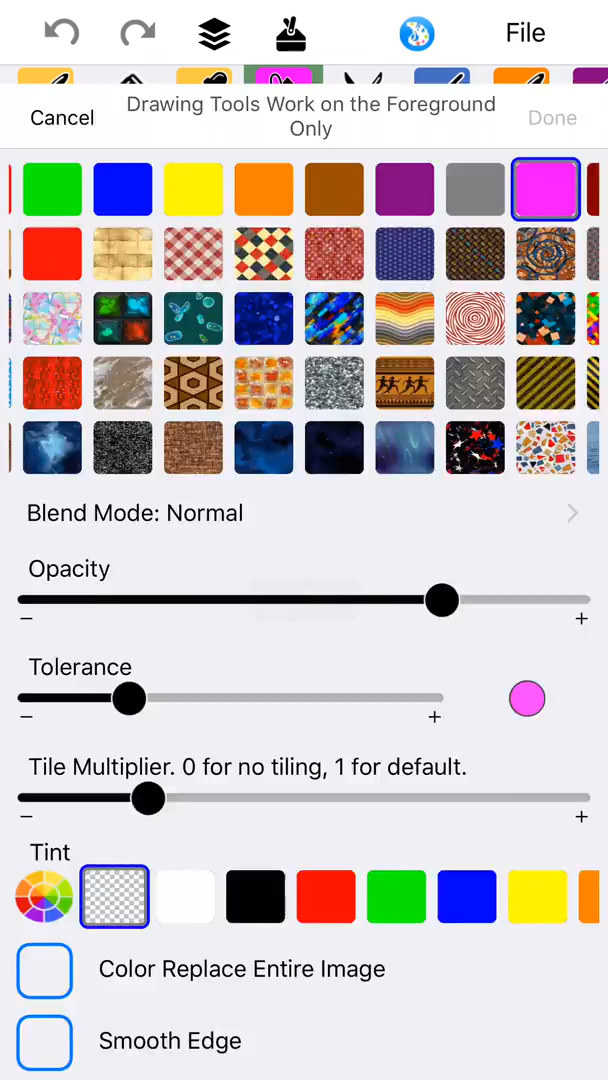 File
Cancel
Drawing Tools Work on the Foreground
Only
Done
Blend Mode: Normal
Opacity
− +
Tolerance
− +
Tile Multiplier. 0 for no tiling, 1 for default.
− +
Tint
Color Replace Entire Image
Smooth Edge